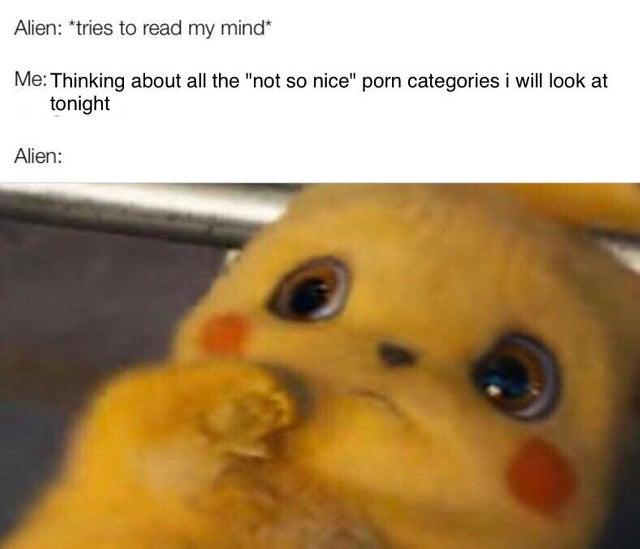 Alien: *tries to read my mind*
Me: Thinking about all the "not so nice" porn categories i will look at
tonight
Alien: